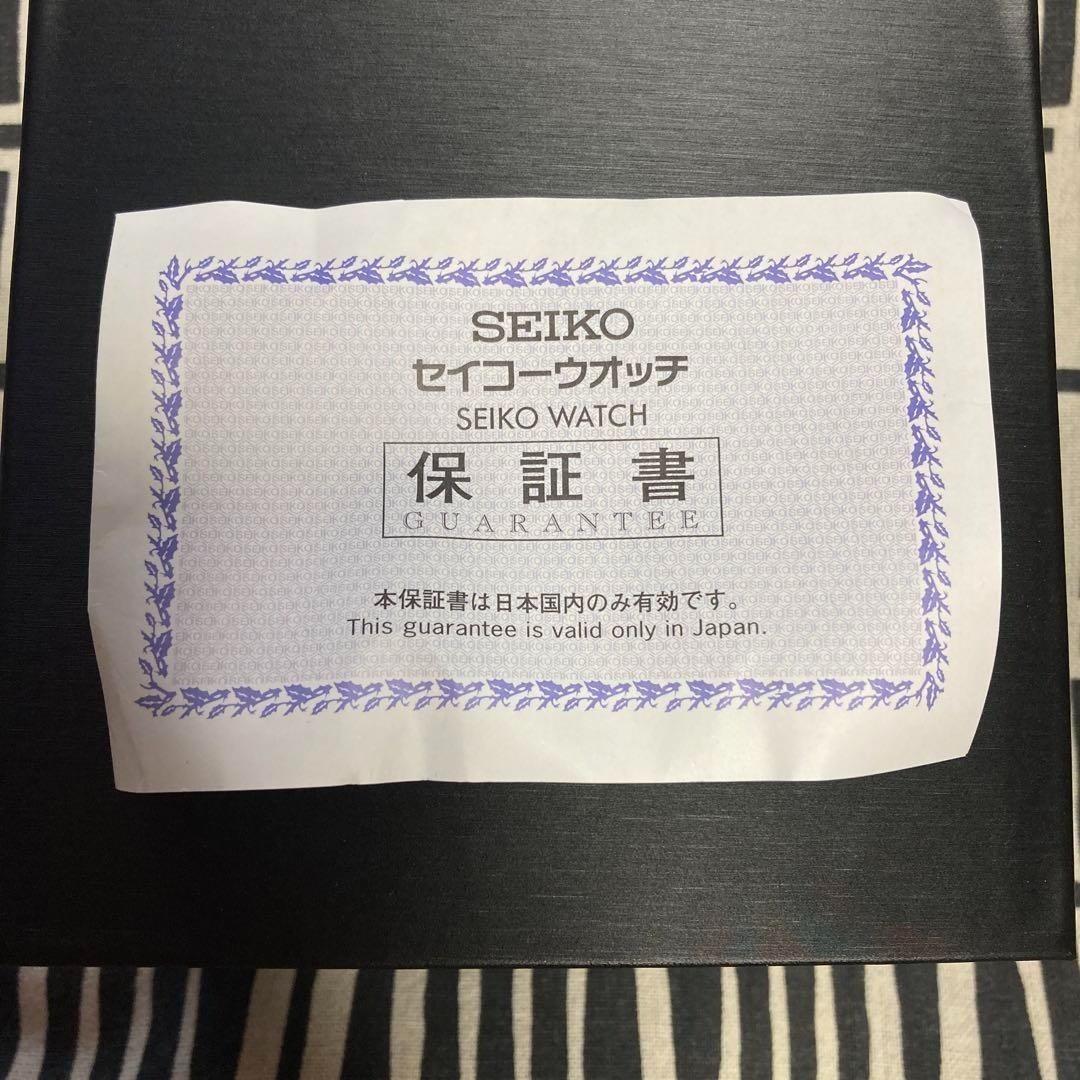 SEIKO
セイコーウオッチ
SEIKO WATCH
保証書
GUARANTEE
本保証書は日本国内のみ有効です。
This guarantee is valid only in Japan.